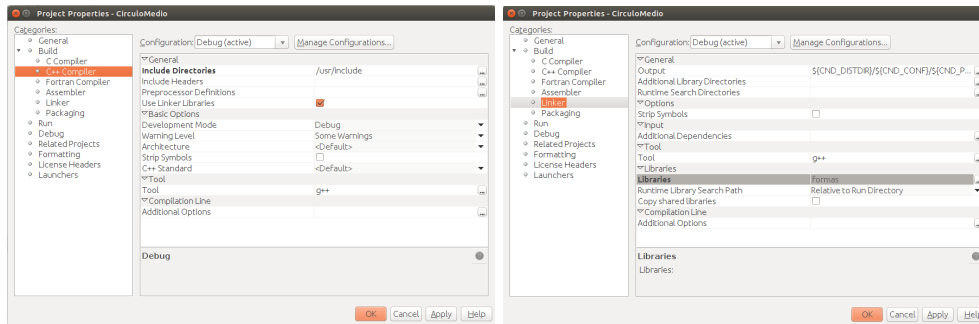 Project Properties - CirculoMedio
Categories:
General
Build
C Compiler
C++ Compiler
Fortran Compiler
Assembler
Linker
Packaging
Run
Debug
Related Projects
Formatting
License Headers
Launchers
Configuration: Debug (active) Manage Configurations...
General
Include Directories /usr/include ...
Include Headers ...
Preprocessor Definitions ...
Use Linker Libraries
Basic Options
Development Mode Debug
Warning Level Some Warnings
Architecture <Default>
Strip Symbols
C++ Standard <Default>
Tool
Tool g++ ...
Compilation Line
Additional Options ...
Debug
OK Cancel Apply Help
Project Properties - CirculoMedio
Categories:
General
Build
C Compiler
C++ Compiler
Fortran Compiler
Assembler
Linker
Packaging
Run
Debug
Related Projects
Formatting
License Headers
Launchers
Configuration: Debug (active) Manage Configurations...
General
Output ${CND_DISTDIR}/${CND_CONF}/${CND_P...
Additional Library Directories
Runtime Search Directories
Options
Strip Symbols
Input
Additional Dependencies
Tool
Tool g++
Libraries
Libraries formas
Runtime Library Search Path Relative to Run Directory
Copy shared libraries
Compilation Line
Additional Options
Libraries
Libraries:
OK Cancel Apply Help